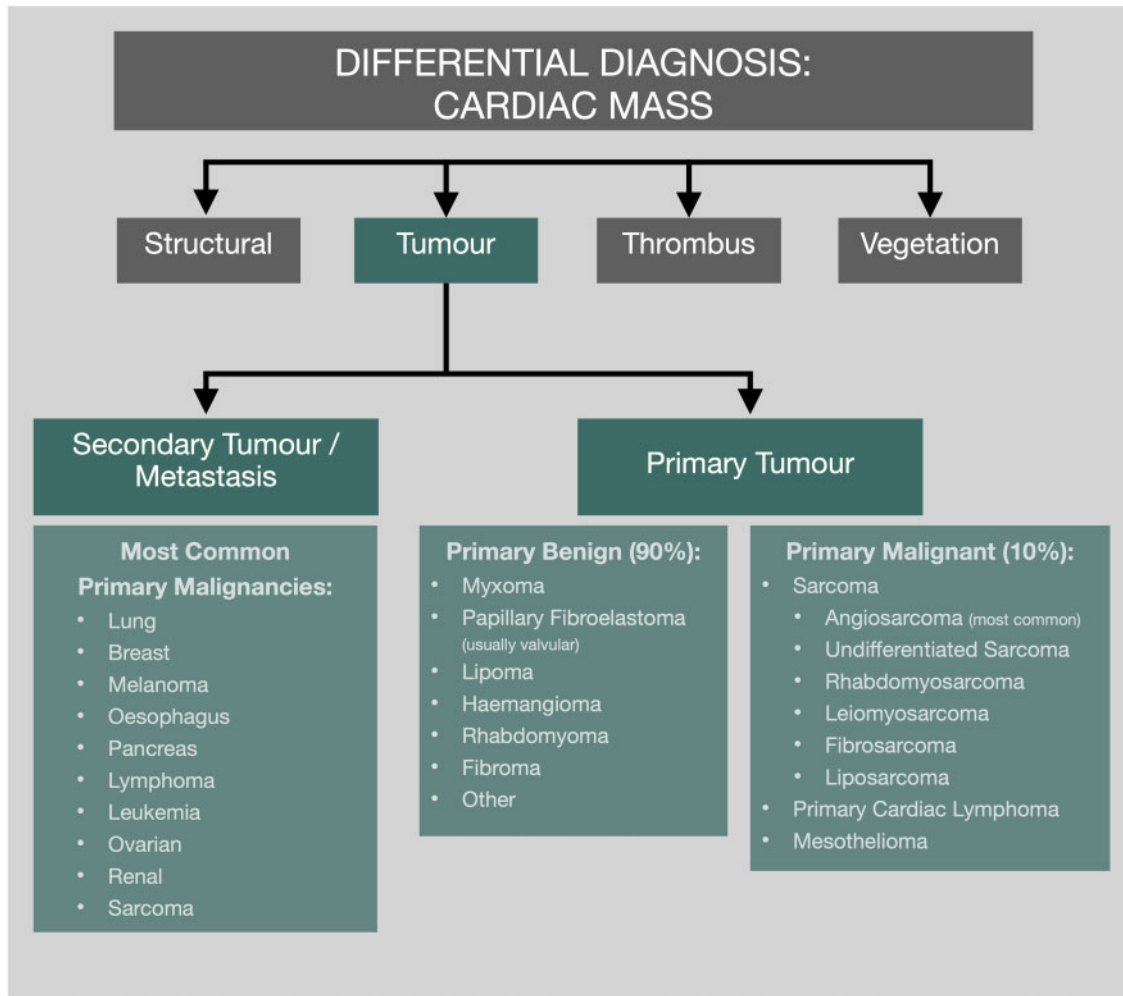 DIFFERENTIAL DIAGNOSIS:
CARDIAC MASS
Structural
Tumour
Thrombus
Vegetation
Secondary Tumour /
Metastasis
Primary Tumour
Most Common
Primary Malignancies:
• Lung
• Breast
• Melanoma
• Oesophagus
• Pancreas
• Lymphoma
• Leukemia
• Ovarian
• Renal
• Sarcoma
Primary Benign (90%):
• Myxoma
• Papillary Fibroelastoma
(usually valvular)
• Lipoma
• Haemangioma
• Rhabdomyoma
• Fibroma
• Other
Primary Malignant (10%):
• Sarcoma
• Angiosarcoma (most common)
• Undifferentiated Sarcoma
• Rhabdomyosarcoma
• Leiomyosarcoma
• Fibrosarcoma
• Liposarcoma
• Primary Cardiac Lymphoma
• Mesothelioma